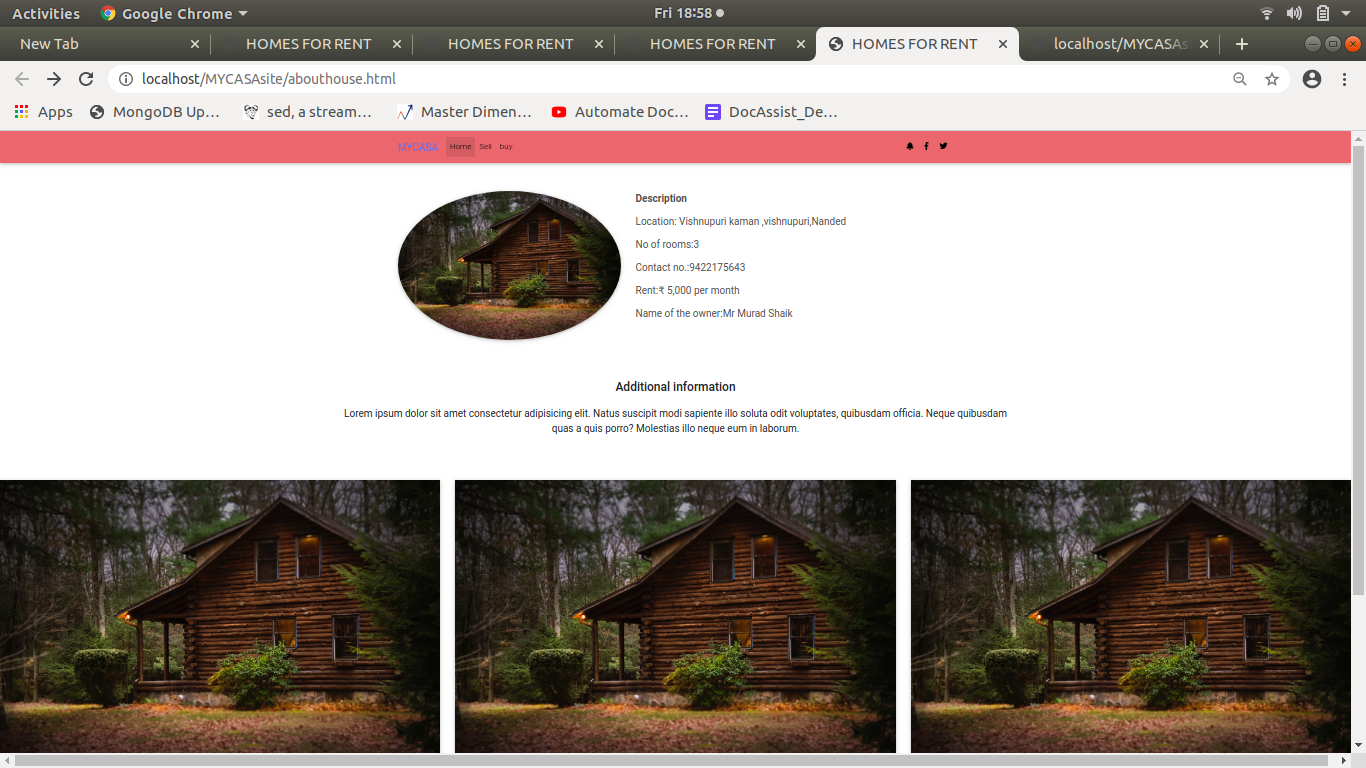 Activities Google Chrome Fri 18:58
New Tab HOMES FOR RENT HOMES FOR RENT HOMES FOR RENT HOMES FOR RENT localhost/MYCASAs
localhost/MYCASAsite/abouthouse.html
Apps MongoDB Up… sed, a stream… Master Dimen… Automate Doc… DocAssist_De…
MYCASA Home Sell buy
Description
Location: Vishnupuri kaman ,vishnupuri,Nanded
No of rooms:3
Contact no.:9422175643
Rent:₹ 5,000 per month
Name of the owner:Mr Murad Shaik
Additional information
Lorem ipsum dolor sit amet consectetur adipisicing elit. Natus suscipit modi sapiente illo soluta odit voluptates, quibusdam officia. Neque quibusdam
quas a quis porro? Molestias illo neque eum in laborum.